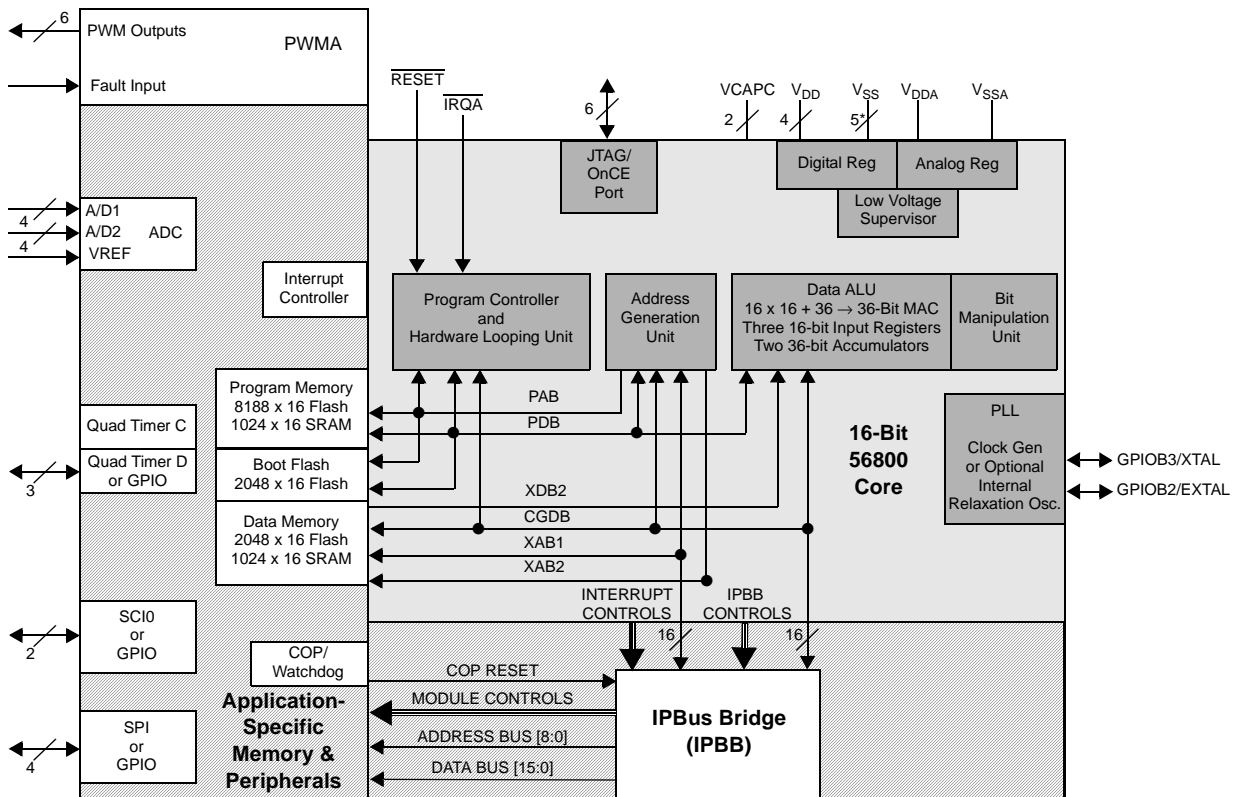 6
PWM Outputs
PWMA
Fault Input
RESET
IRQA
6
VCAPC
2
VDD
4
VSS
5*
VDDA
VSSA
JTAG/
OnCE
Port
Digital Reg
Analog Reg
Low Voltage
Supervisor
A/D1
4
A/D2
ADC
4
VREF
Interrupt
Controller
Program Controller
and
Hardware Looping Unit
Address
Generation
Unit
Data ALU
16 x 16 + 36 → 36-Bit MAC
Three 16-bit Input Registers
Two 36-bit Accumulators
Bit
Manipulation
Unit
Program Memory
8188 x 16 Flash
1024 x 16 SRAM
PAB
PDB
Quad Timer C
Quad Timer D
or GPIO
3
Boot Flash
2048 x 16 Flash
XDB2
CGDB
XAB1
XAB2
Data Memory
2048 x 16 Flash
1024 x 16 SRAM
16-Bit
56800
Core
PLL
Clock Gen
or Optional
Internal
Relaxation Osc.
GPIOB3/XTAL
GPIOB2/EXTAL
INTERRUPT
CONTROLS
16
IPBB
CONTROLS
16
SCI0
or
GPIO
2
COP/
Watchdog
COP RESET
MODULE CONTROLS
ADDRESS BUS [8:0]
DATA BUS [15:0]
Application-
Specific
Memory &
Peripherals
IPBus Bridge
(IPBB)
SPI
or
GPIO
4